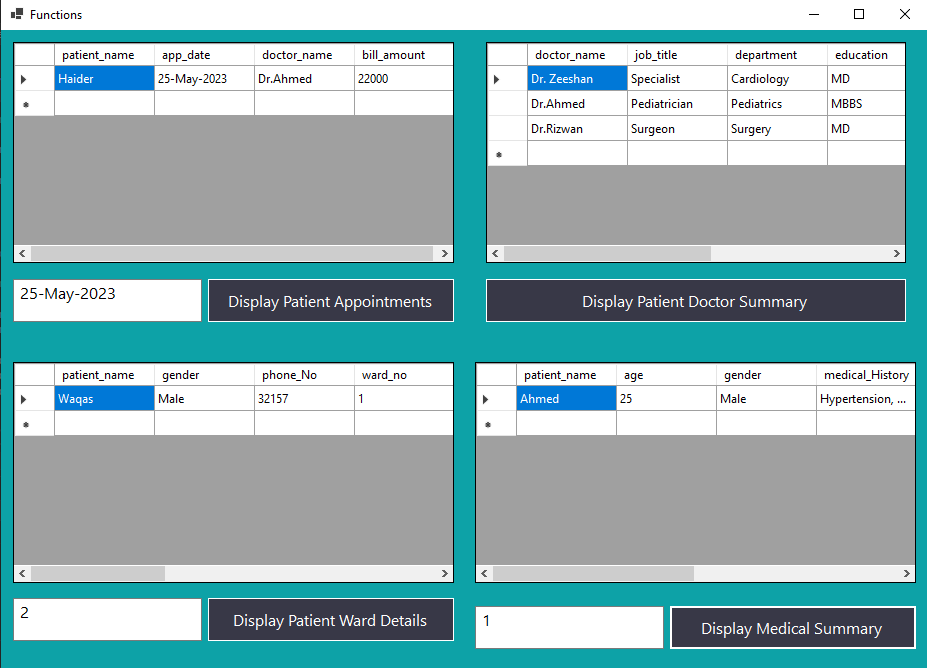 Functions
patient_name app_date doctor_name bill_amount
Haider 25-May-2023 Dr.Ahmed 22000
doctor_name job_title department education
Dr. Zeeshan Specialist Cardiology MD
Dr.Ahmed Pediatrician Pediatrics MBBS
Dr.Rizwan Surgeon Surgery MD
25-May-2023
Display Patient Appointments
Display Patient Doctor Summary
patient_name gender phone_No ward_no
Waqas Male 32157 1
patient_name age gender medical_History
Ahmed 25 Male Hypertension, ...
2
Display Patient Ward Details
1
Display Medical Summary